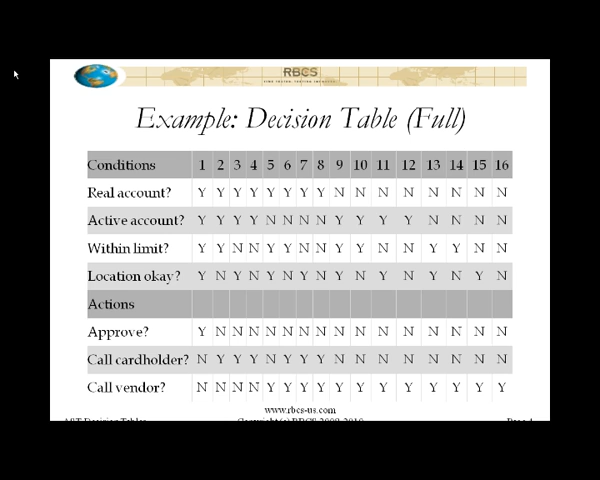 RBCS
Example: Decision Table (Full)
Conditions 1 2 3 4 5 6 7 8 9 10 11 12 13 14 15 16
Real account? Y Y Y Y Y Y Y Y N N N N N N N N
Active account? Y Y Y Y N N N N Y Y Y Y N N N N
Within limit? Y Y N N Y Y N N Y Y N N Y Y N N
Location okay? Y N Y N Y N Y N Y N Y N Y N Y N
Actions
Approve? Y N N N N N N N N N N N N N N N
Call cardholder? N Y Y Y N Y Y Y N N N N N N N N
Call vendor? N N N N Y Y Y Y Y Y Y Y Y Y Y Y
www.rbcs-us.com